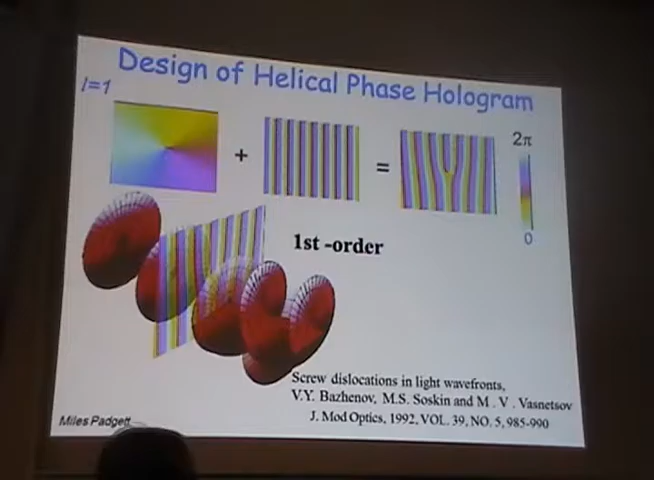 Design of Helical Phase Hologram
l=1
+
=
2π
0
1st -order
Screw dislocations in light wavefronts,
V.Y. Bazhenov, M.S. Soskin and M . V . Vasnetsov
J. Mod Optics, 1992, VOL. 39, NO. 5, 985-990
Miles Padgett